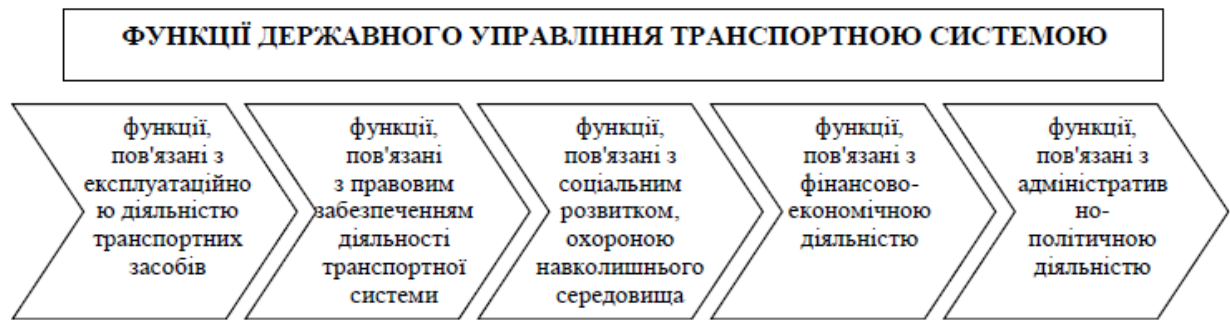 ФУНКЦІЇ ДЕРЖАВНОГО УПРАВЛІННЯ ТРАНСПОРТНОЮ СИСТЕМОЮ
функції,
пов'язані з
експлуатаційно
ю діяльністю
транспортних
засобів
функції,
пов'язані
з правовим
забезпеченням
діяльності
транспортної
системи
функції,
пов'язані з
соціальним
розвитком,
охороною
навколишнього
середовища
функції,
пов'язані з
фінансово-
економічною
діяльністю
функції,
пов'язані з
адміністратив
но-
політичною
діяльністю